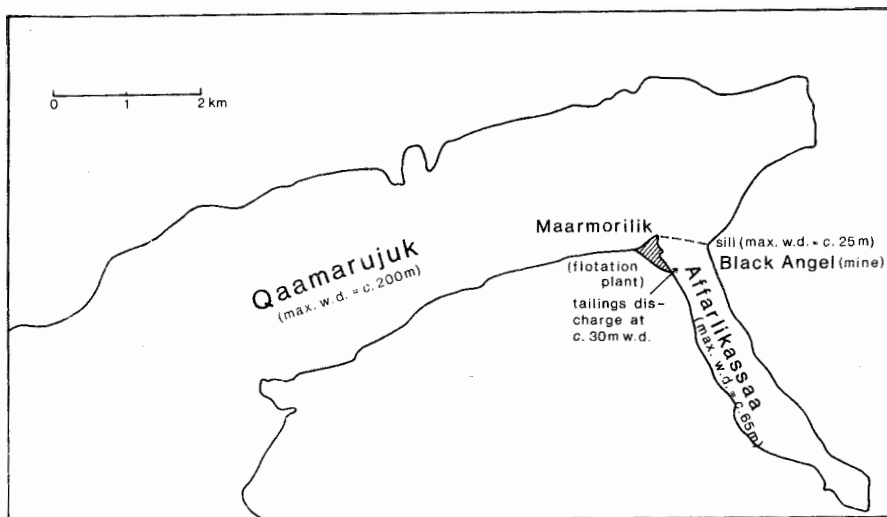 0 1 2 km
Maarmorilik
sill (max. w.d. = c. 25m)
Black Angel (mine)
Qaamarujuk
(max. w.d. = c. 200m)
(flotation
plant)
tailings dis-
charge at
c. 30m w.d.
Affarlikassaa
(max. w.d. = c. 65m)